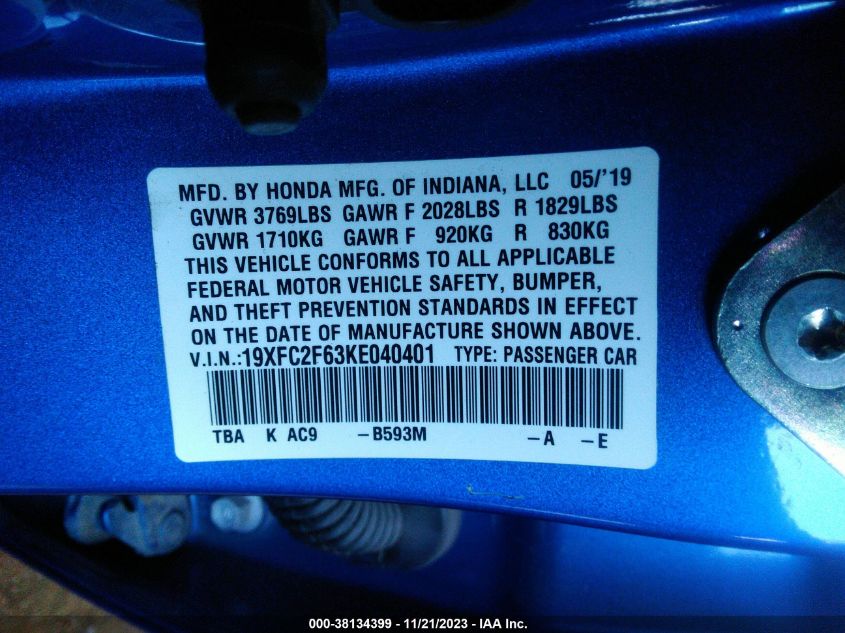 MFD. BY HONDA MFG. OF INDIANA, LLC 05/'19
GVWR 3769LBS GAWR F 2028LBS R 1829LBS
GVWR 1710KG GAWR F 920KG R 830KG
THIS VEHICLE CONFORMS TO ALL APPLICABLE
FEDERAL MOTOR VEHICLE SAFETY, BUMPER,
AND THEFT PREVENTION STANDARDS IN EFFECT
ON THE DATE OF MANUFACTURE SHOWN ABOVE.
V.I.N.:19XFC2F63KE040401 TYPE: PASSENGER CAR
TBA K AC9 -B593M -A -E
000-38134399 - 11/21/2023 - IAA Inc.